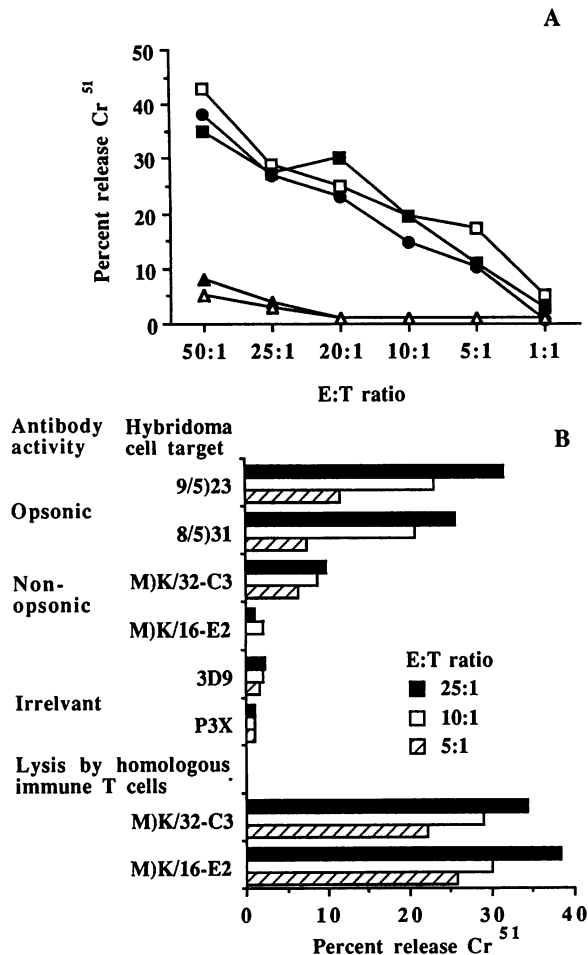 A
50
40
30
20
10
0
Percent release Cr 51
50:1 25:1 20:1 10:1 5:1 1:1
E:T ratio
B
Antibody activity
Hybridoma cell target
Opsonic
9/5)23
8/5)31
Non-opsonic
M)K/32-C3
M)K/16-E2
Irrelvant
3D9
P3X
E:T ratio
25:1
10:1
5:1
Lysis by homologous
immune T cells
M)K/32-C3
M)K/16-E2
0 10 20 30 40
Percent release Cr 51